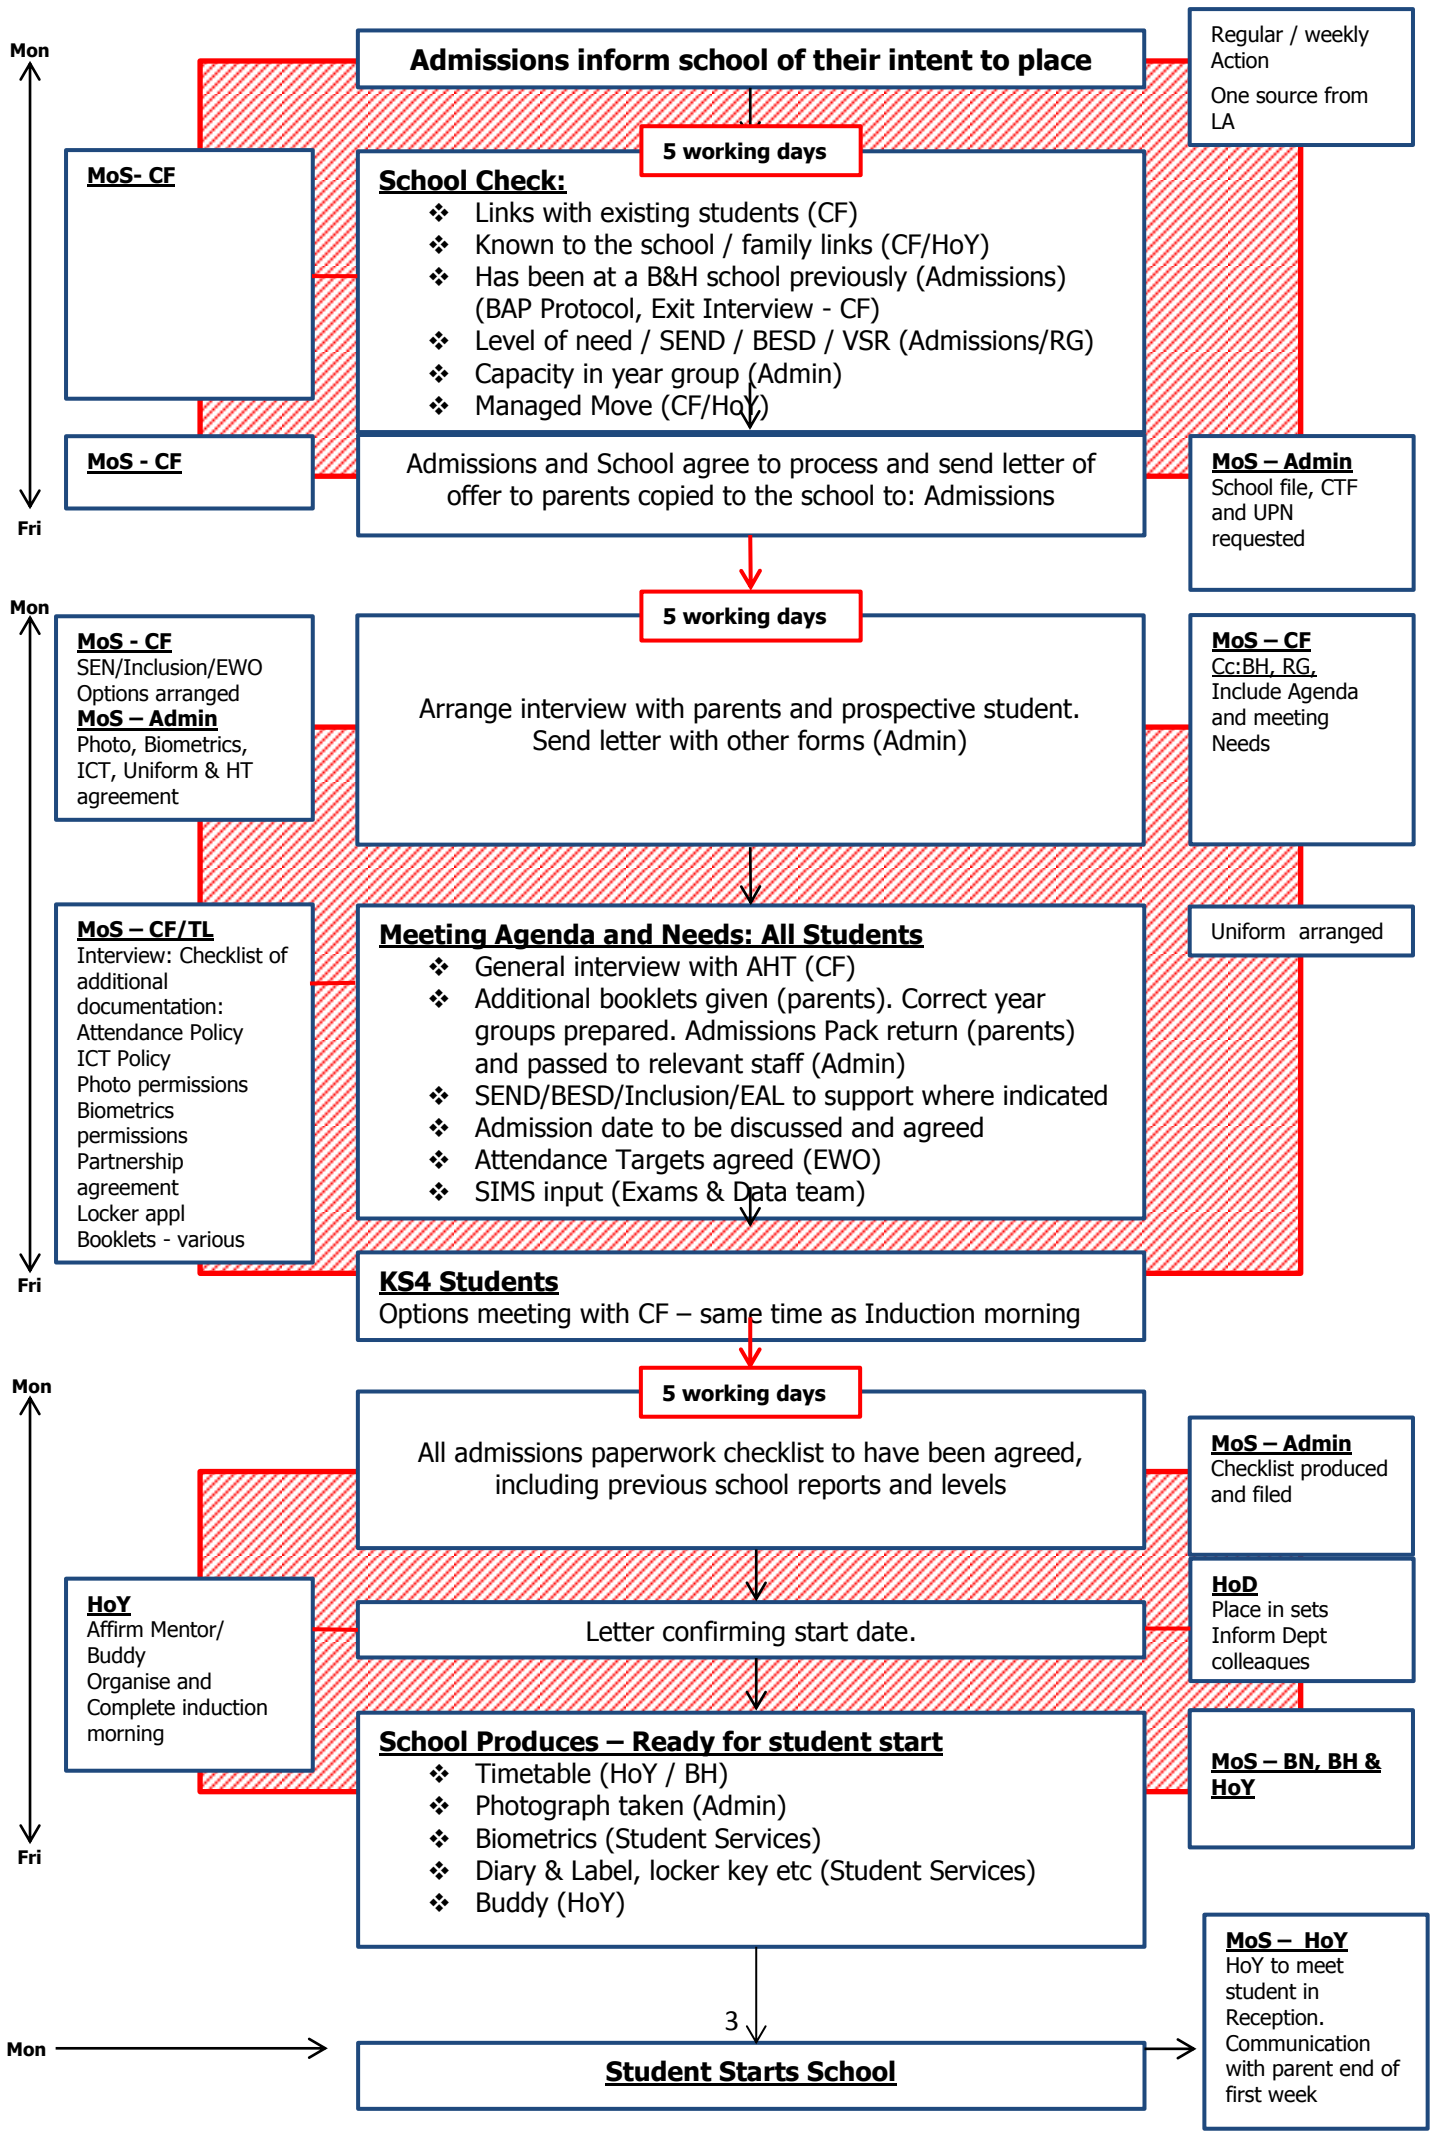 Mon
Admissions inform school of their intent to place
Regular / weekly
Action
One source from
LA
5 working days
MoS- CF
School Check:
❖ Links with existing students (CF)
❖ Known to the school / family links (CF/HoY)
❖ Has been at a B&H school previously (Admissions)
(BAP Protocol, Exit Interview - CF)
❖ Level of need / SEND / BESD / VSR (Admissions/RG)
❖ Capacity in year group (Admin)
❖ Managed Move (CF/HoY)
MoS - CF
Admissions and School agree to process and send letter of
offer to parents copied to the school to: Admissions
MoS – Admin
School file, CTF
and UPN
requested
Fri
Mon
5 working days
MoS - CF
SEN/Inclusion/EWO
Options arranged
MoS – Admin
Photo, Biometrics,
ICT, Uniform & HT
agreement
Arrange interview with parents and prospective student.
Send letter with other forms (Admin)
MoS – CF
Cc:BH, RG,
Include Agenda
and meeting
Needs
MoS – CF/TL
Interview: Checklist of
additional
documentation:
Attendance Policy
ICT Policy
Photo permissions
Biometrics
permissions
Partnership
agreement
Locker appl
Booklets - various
Meeting Agenda and Needs: All Students
❖ General interview with AHT (CF)
❖ Additional booklets given (parents). Correct year
groups prepared. Admissions Pack return (parents)
and passed to relevant staff (Admin)
❖ SEND/BESD/Inclusion/EAL to support where indicated
❖ Admission date to be discussed and agreed
❖ Attendance Targets agreed (EWO)
❖ SIMS input (Exams & Data team)
Uniform arranged
Fri
KS4 Students
Options meeting with CF – same time as Induction morning
Mon
5 working days
All admissions paperwork checklist to have been agreed,
including previous school reports and levels
MoS – Admin
Checklist produced
and filed
HoY
Affirm Mentor/
Buddy
Organise and
Complete induction
morning
Letter confirming start date.
HoD
Place in sets
Inform Dept
colleagues
School Produces – Ready for student start
❖ Timetable (HoY / BH)
❖ Photograph taken (Admin)
❖ Biometrics (Student Services)
❖ Diary & Label, locker key etc (Student Services)
❖ Buddy (HoY)
MoS – BN, BH &
HoY
Fri
3
Mon
Student Starts School
MoS – HoY
HoY to meet
student in
Reception.
Communication
with parent end of
first week